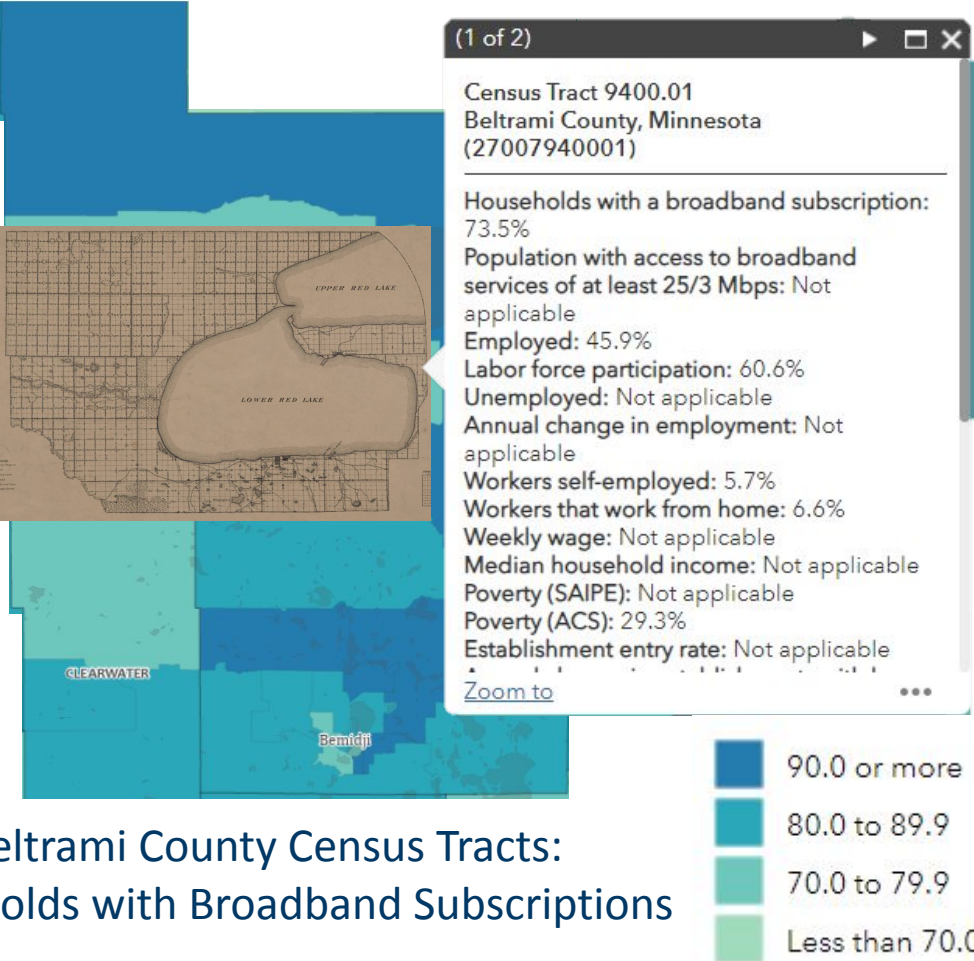 (1 of 2)
Census Tract 9400.01
Beltrami County, Minnesota
(27007940001)
Households with a broadband subscription:
73.5%
Population with access to broadband
services of at least 25/3 Mbps: Not
applicable
Employed: 45.9%
Labor force participation: 60.6%
Unemployed: Not applicable
Annual change in employment: Not
applicable
Workers self-employed: 5.7%
Workers that work from home: 6.6%
Weekly wage: Not applicable
Median household income: Not applicable
Poverty (SAIPE): Not applicable
Poverty (ACS): 29.3%
Establishment entry rate: Not applicable
Zoom to
UPPER RED LAKE
LOWER RED LAKE
CLEARWATER
Bemidji
90.0 or more
80.0 to 89.9
70.0 to 79.9
Less than 70.0
eltrami County Census Tracts:
olds with Broadband Subscriptions